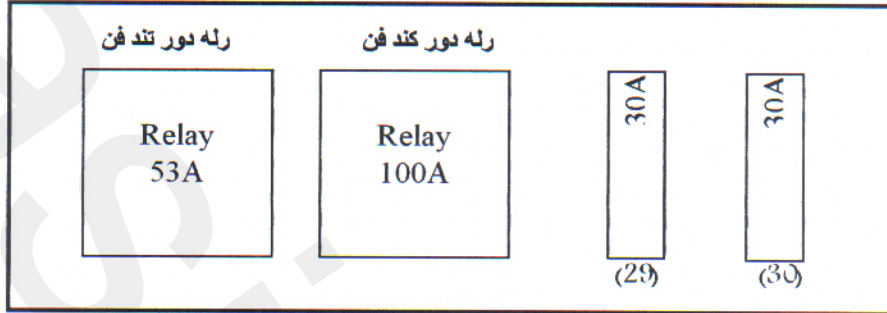 رله دور تند فن
رله دور کند فن
Relay
53A
Relay
100A
30A
30A
(29)
(30)